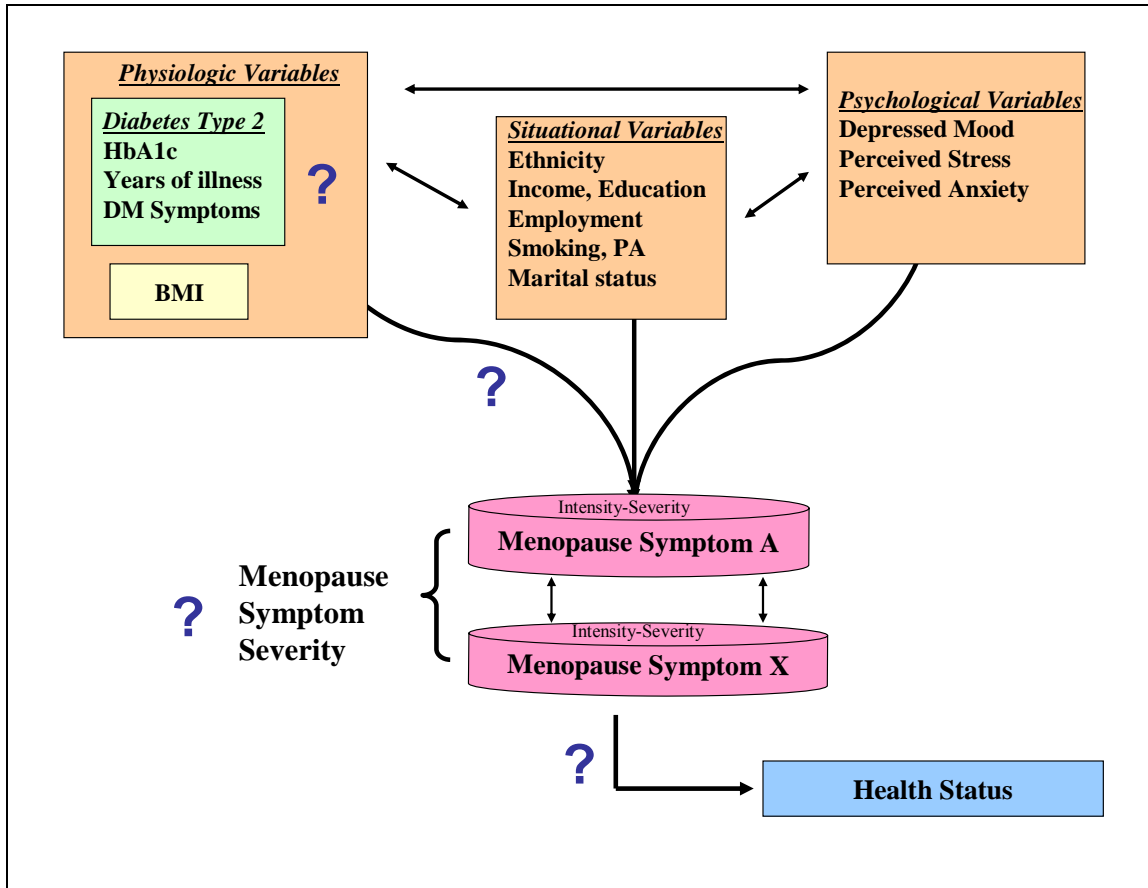 Physiologic Variables
Diabetes Type 2
HbA1c
Years of illness
DM Symptoms
?
BMI
Situational Variables
Ethnicity
Income, Education
Employment
Smoking, PA
Marital status
Psychological Variables
Depressed Mood
Perceived Stress
Perceived Anxiety
?
Intensity-Severity
Menopause Symptom A
?
Menopause
Symptom
Severity
Intensity-Severity
Menopause Symptom X
?
Health Status